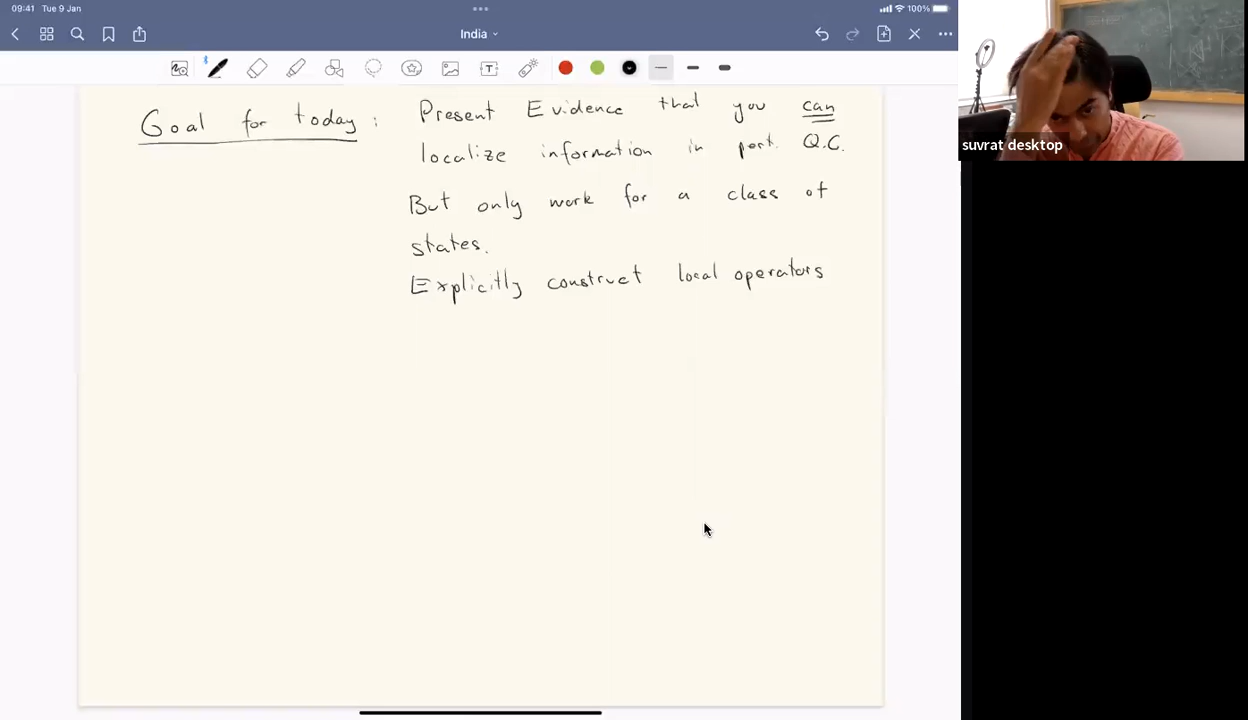 09:41 Tue 9 Jan
100%
India
Goal for today: Present Evidence that you can
localize information in pert. Q.G.
But only work for a class of
states.
Explicitly construct local operators
suvrat desktop